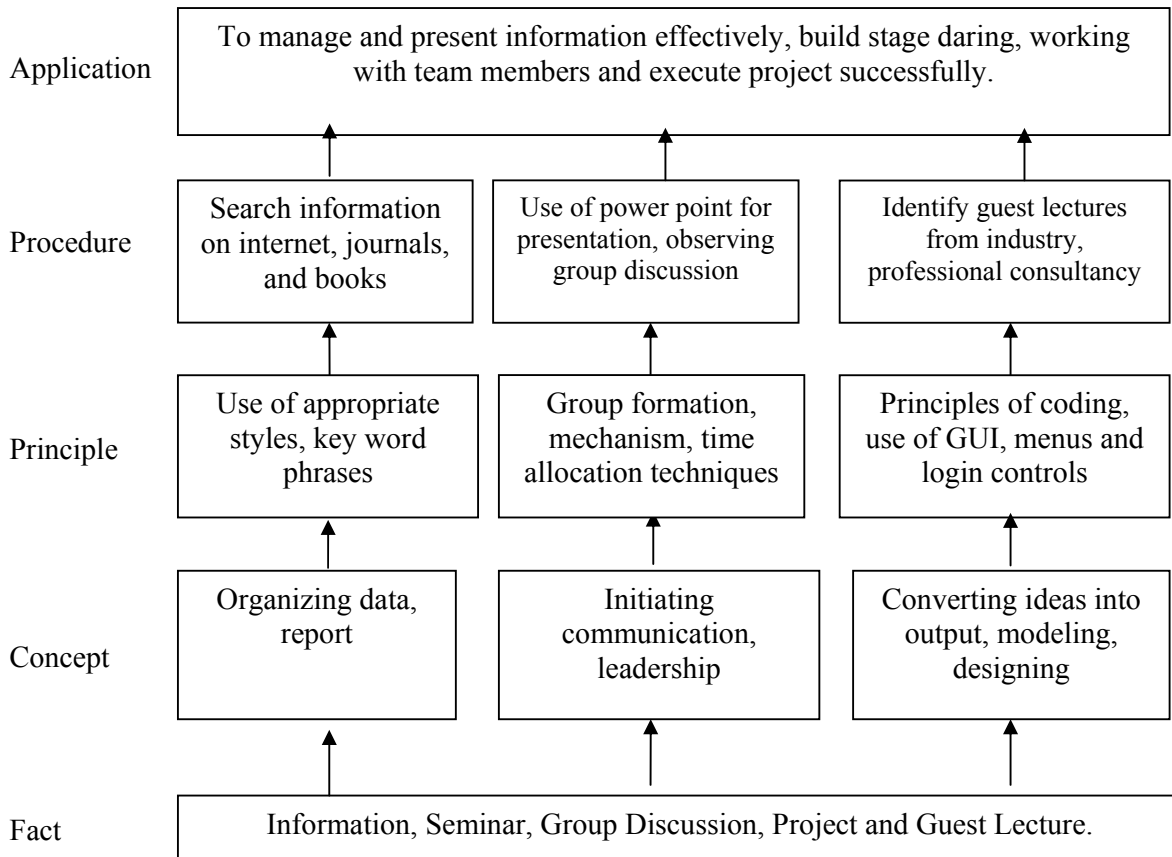 Application
To manage and present information effectively, build stage daring, working
with team members and execute project successfully.
Procedure
Search information
on internet, journals,
and books
Use of power point for
presentation, observing
group discussion
Identify guest lectures
from industry,
professional consultancy
Principle
Use of appropriate
styles, key word
phrases
Group formation,
mechanism, time
allocation techniques
Principles of coding,
use of GUI, menus and
login controls
Concept
Organizing data,
report
Initiating
communication,
leadership
Converting ideas into
output, modeling,
designing
Fact
Information, Seminar, Group Discussion, Project and Guest Lecture.